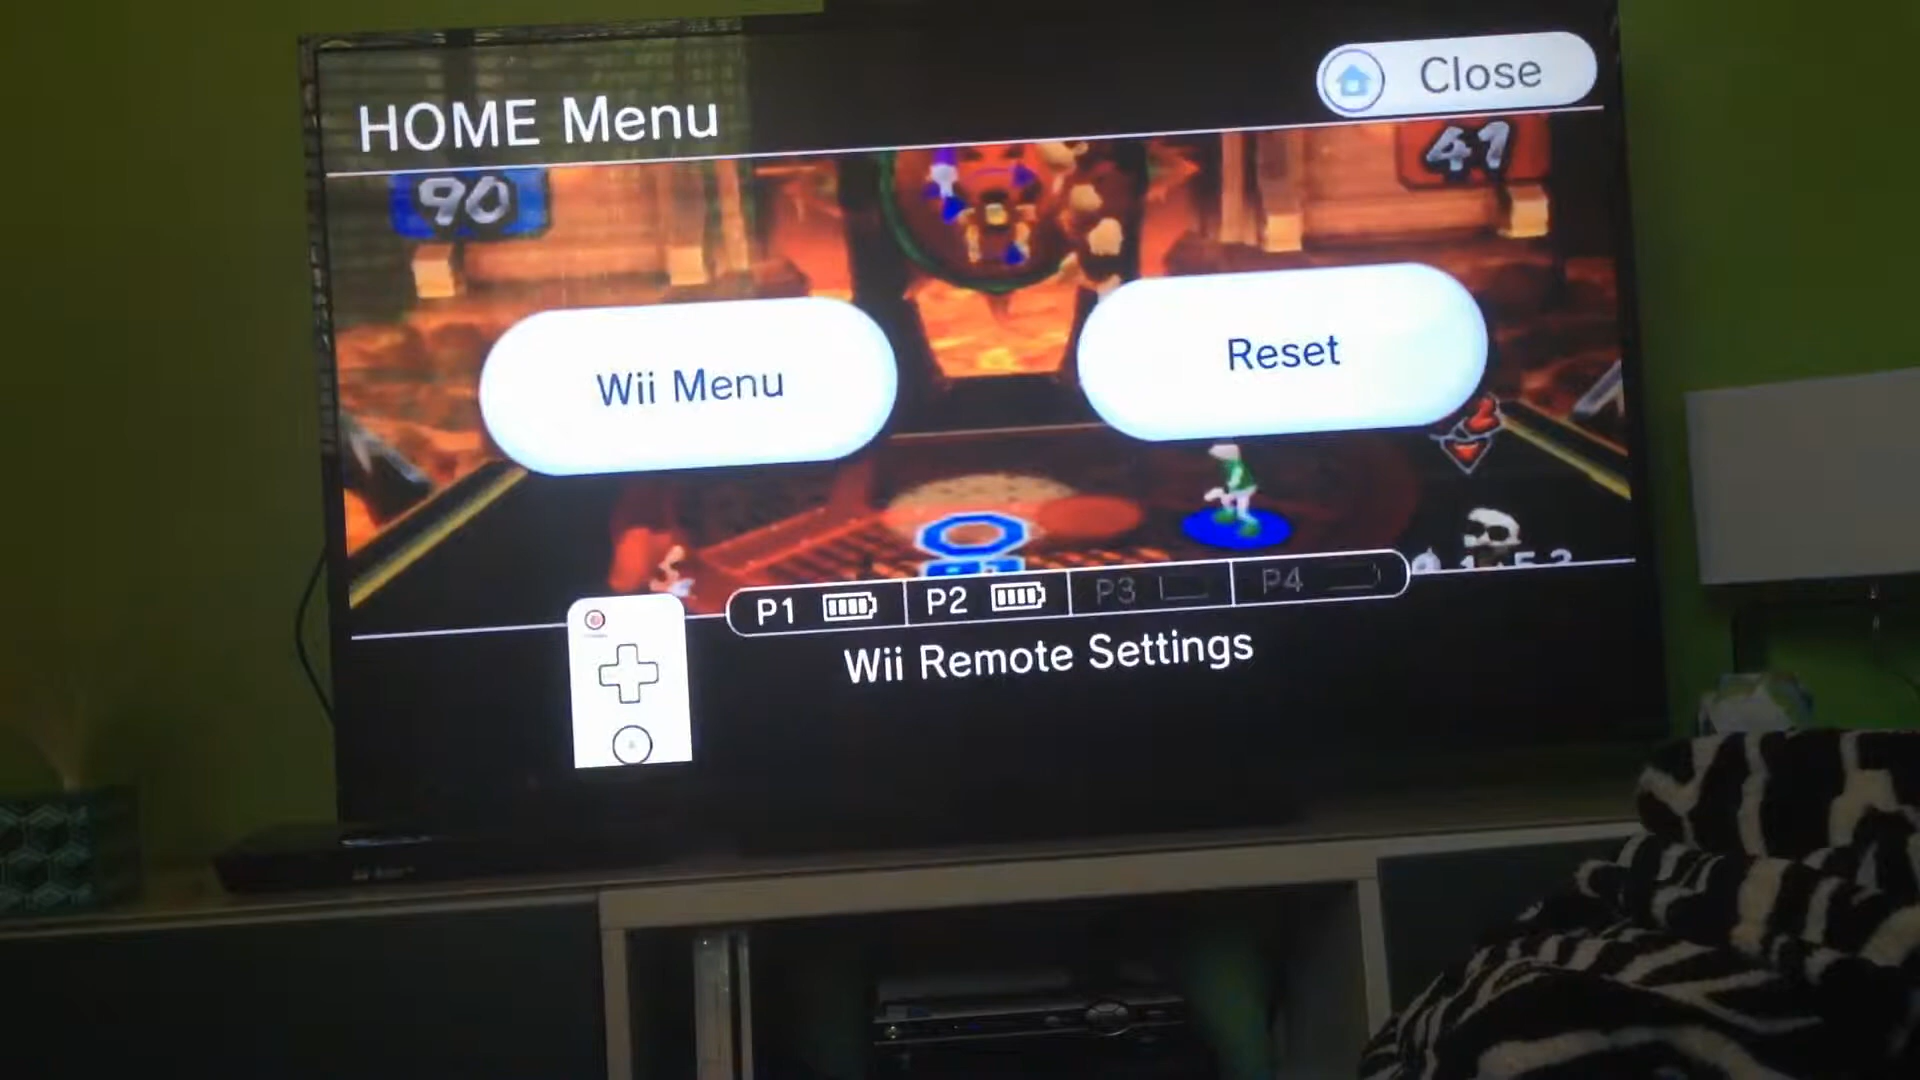 HOME Menu
Close
90
41
Wii Menu
Reset
P1
P2
P3
P4
Wii Remote Settings